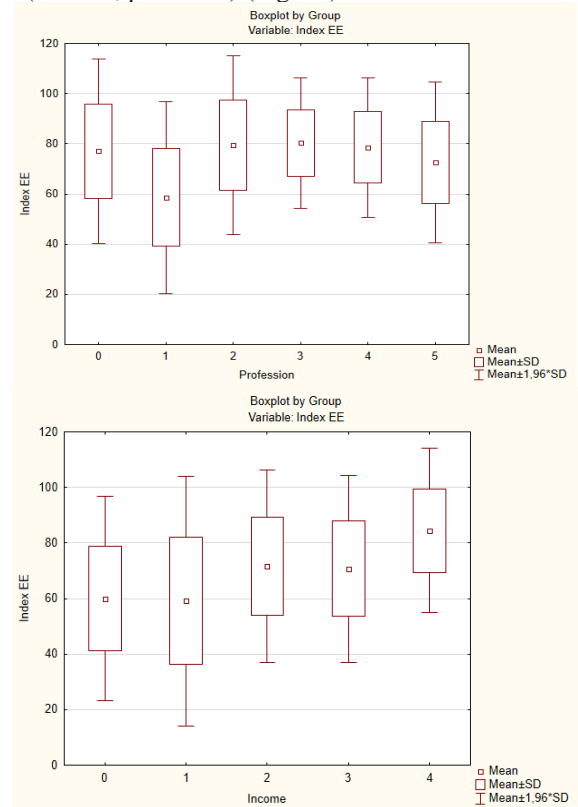 Boxplot by Group
Variable: Index EE
120
100
80
60
40
20
0
Index EE
0 1 2 3 4 5
Profession
Mean
Mean±SD
Mean±1,96*SD
Boxplot by Group
Variable: Index EE
120
100
80
60
40
20
0
Index EE
0 1 2 3 4
Income
Mean
Mean±SD
Mean±1,96*SD